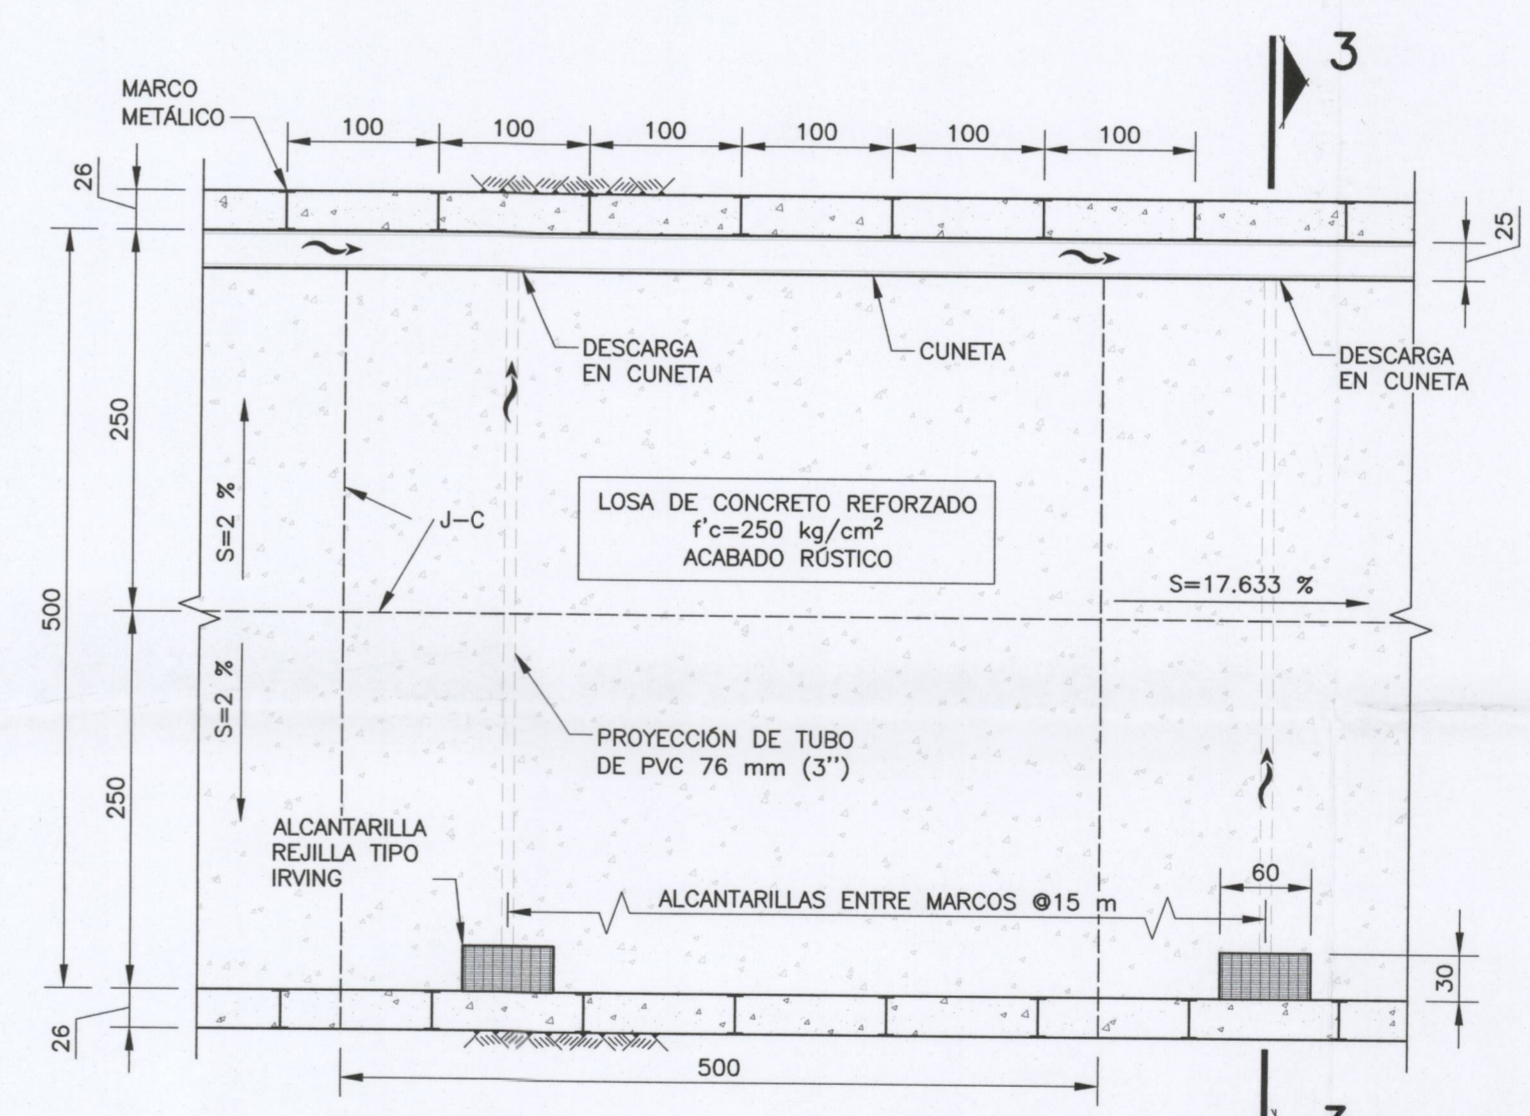 3
MARCO
METÁLICO
100
100
100
100
100
100
26
25
DESCARGA
EN CUNETA
CUNETA
DESCARGA
EN CUNETA
250
S=2 %
LOSA DE CONCRETO REFORZADO
f'c=250 kg/cm²
ACABADO RÚSTICO
J-C
S=17.633 %
500
S=2 %
PROYECCIÓN DE TUBO
DE PVC 76 mm (3'')
250
ALCANTARILLA
REJILLA TIPO
IRVING
60
ALCANTARILLAS ENTRE MARCOS @15 m
30
26
500
3